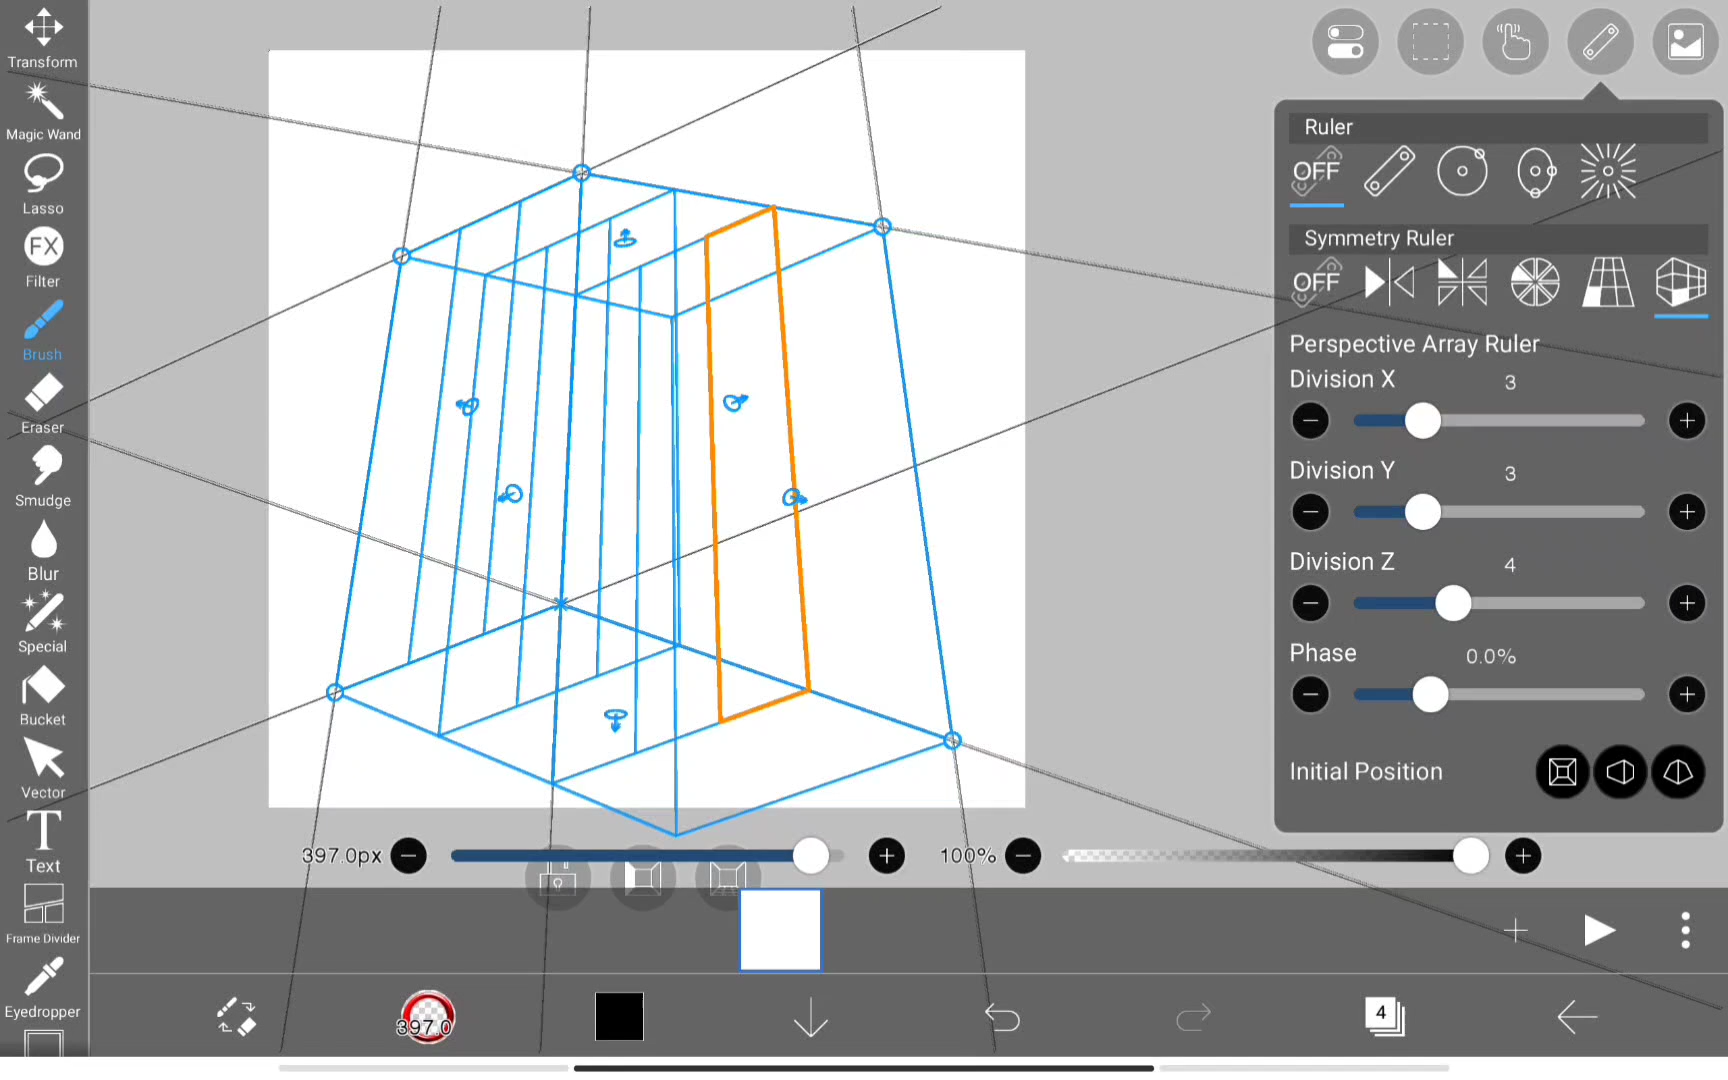 Transform
Magic Wand
Lasso
FX
Filter
Brush
Eraser
Smudge
Blur
Special
Bucket
Vector
T
Text
Frame Divider
Eyedropper
Ruler
OFF
Symmetry Ruler
OFF
Perspective Array Ruler
Division X 3
Division Y 3
Division Z 4
Phase 0.0%
Initial Position
397.0px
100%
397.0
4